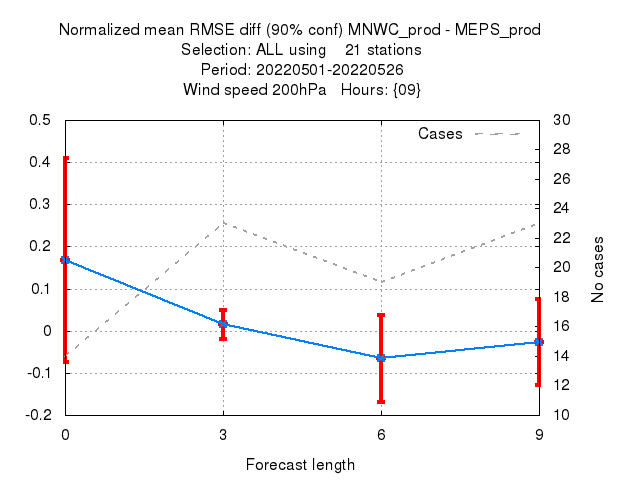 Normalized mean RMSE diff (90% conf) MNWC_prod - MEPS_prod
Selection: ALL using 21 stations
Period: 20220501-20220526
Wind speed 200hPa Hours: {09}
Cases
0.5
0.4
0.3
0.2
0.1
0
-0.1
-0.2
30
28
26
24
22
20
18
16
14
12
10
No cases
0 3 6 9
Forecast length